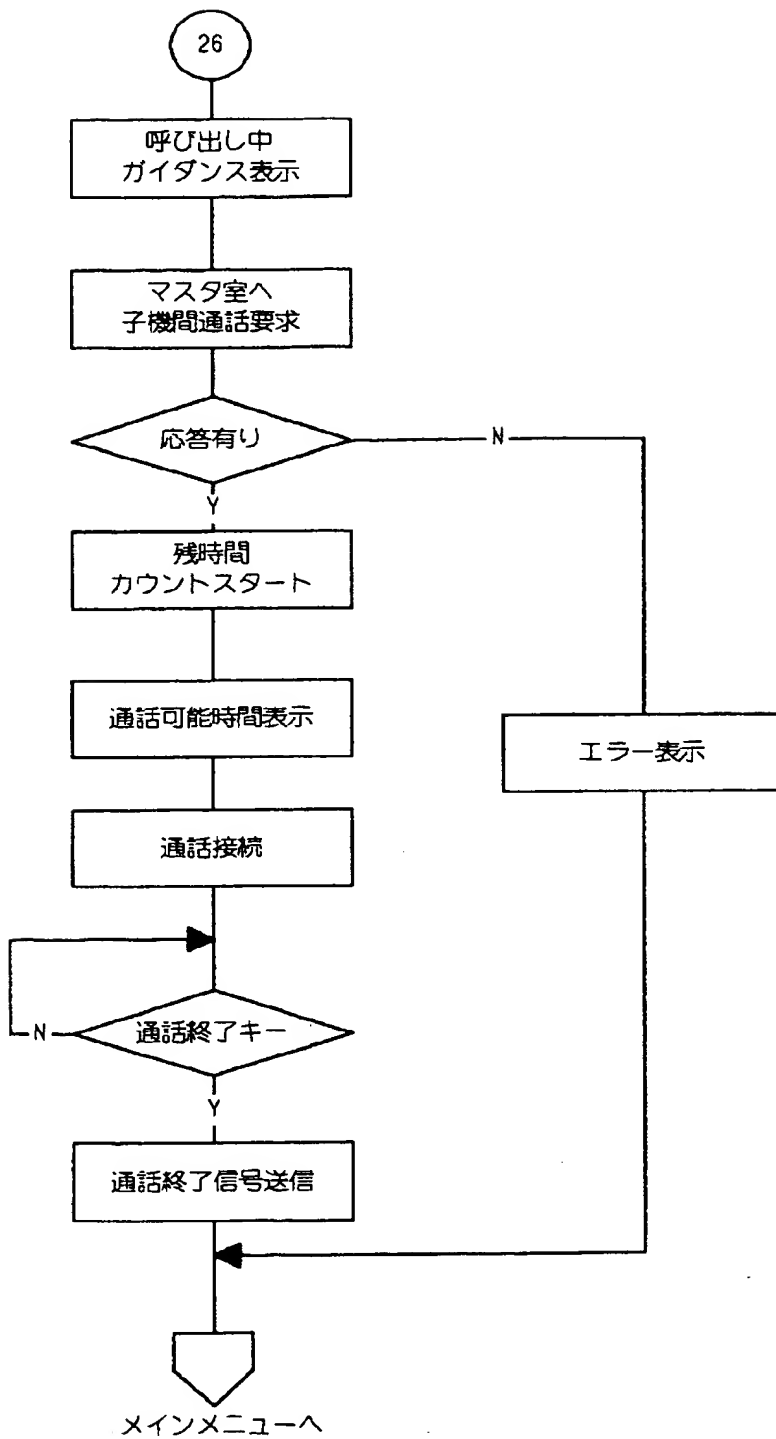 26
呼び出し中
ガイダンス表示
マスタ室へ
子機間通話要求
応答有り
N
Y
残時間
カウントスタート
通話可能時間表示
エラー表示
通話接続
N
通話終了キー
Y
通話終了信号送信
メインメニューへ